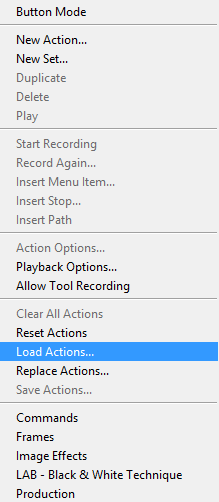 Button Mode
New Action...
New Set...
Duplicate
Delete
Play
Start Recording
Record Again...
Insert Menu Item...
Insert Stop...
Insert Path
Action Options...
Playback Options...
Allow Tool Recording
Clear All Actions
Reset Actions
Load Actions...
Replace Actions...
Save Actions...
Commands
Frames
Image Effects
LAB - Black & White Technique
Production